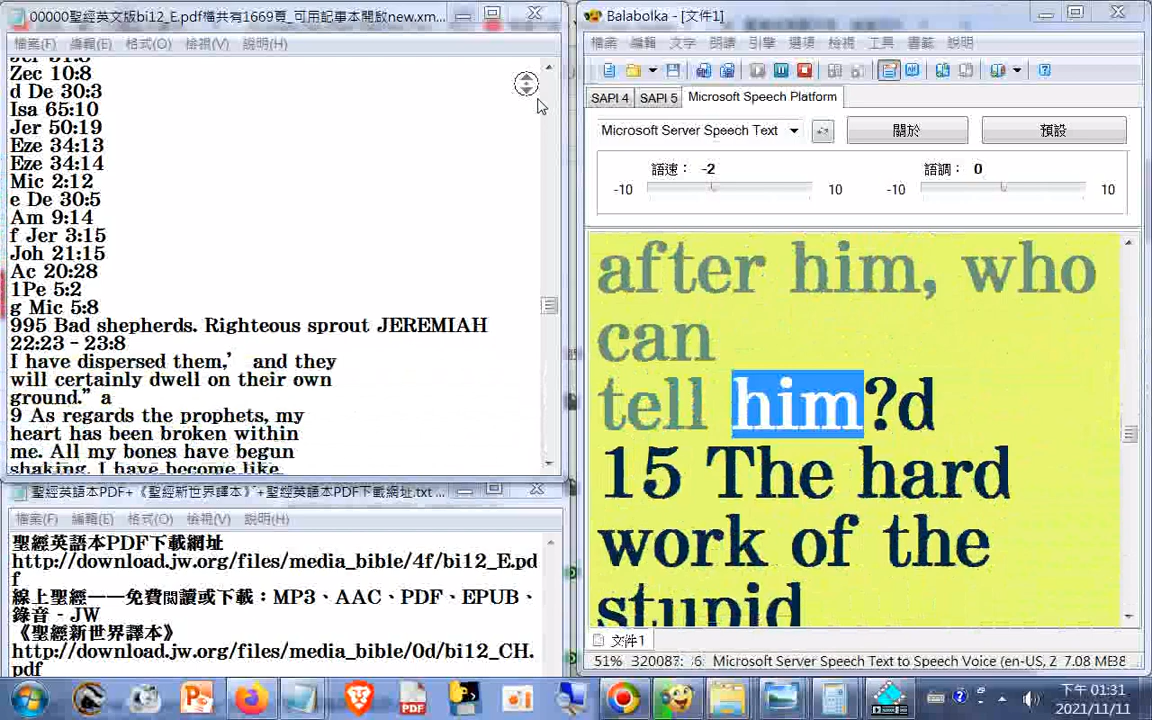 00000聖經英文版bi12_E.pdf檔共有1669頁_可用記事本開啟new.xm...
檔案(F) 編輯(E) 格式(O) 檢視(V) 說明(H)
Zec 10:8
d De 30:3
Isa 65:10
Jer 50:19
Eze 34:13
Eze 34:14
Mic 2:12
e De 30:5
Am 9:14
f Jer 3:15
Joh 21:15
Ac 20:28
1Pe 5:2
g Mic 5:8
995 Bad shepherds. Righteous sprout JEREMIAH
22:23–23:8
I have dispersed them,’ and they
will certainly dwell on their own
ground.” a
9 As regards the prophets, my
heart has been broken within
me. All my bones have begun
shaking. I have become like
聖經英語本PDF+《聖經新世界譯本》+聖經英語本PDF下載網址.txt ...
檔案(F) 編輯(E) 格式(O) 檢視(V) 說明(H)
聖經英語本PDF下載網址
http://download.jw.org/files/media_bible/4f/bi12_E.pd
f
線上聖經——免費閱讀或下載：MP3、AAC、PDF、EPUB、
錄音 - JW
《聖經新世界譯本》
http://download.jw.org/files/media_bible/0d/bi12_CH.
pdf
Balabolka - [文件1]
檔案 編輯 文字 朗讀 引擎 選項 檢視 工具 書籤 說明
SAPI 4 SAPI 5 Microsoft Speech Platform
Microsoft Server Speech Text 關於 預設
語速： -2 語調： 0
-10 10 -10 10
after him, who
can
tell him?d
15 The hard
work of the
stupid
文件1
51% Microsoft Server Speech Text to Speech Voice (en-US, 7.08 MB
下午 01:31
2021/11/11